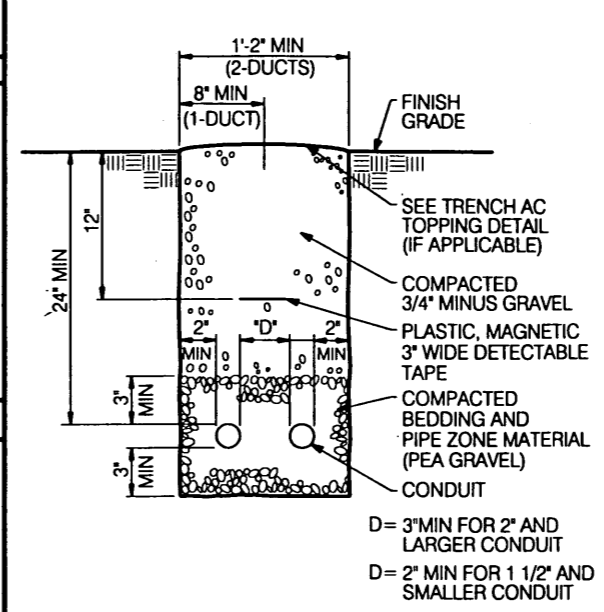 1'-2" MIN
(2-DUCTS)
8" MIN
(1-DUCT)
FINISH
GRADE
12"
24" MIN
SEE TRENCH AC
TOPPING DETAIL
(IF APPLICABLE)
COMPACTED
3/4" MINUS GRAVEL
PLASTIC, MAGNETIC
3" WIDE DETECTABLE
TAPE
2"
MIN
"D"
2"
MIN
3"
MIN
3"
MIN
COMPACTED
BEDDING AND
PIPE ZONE MATERIAL
(PEA GRAVEL)
CONDUIT
D= 3"MIN FOR 2" AND
LARGER CONDUIT
D= 2" MIN FOR 1 1/2" AND
SMALLER CONDUIT